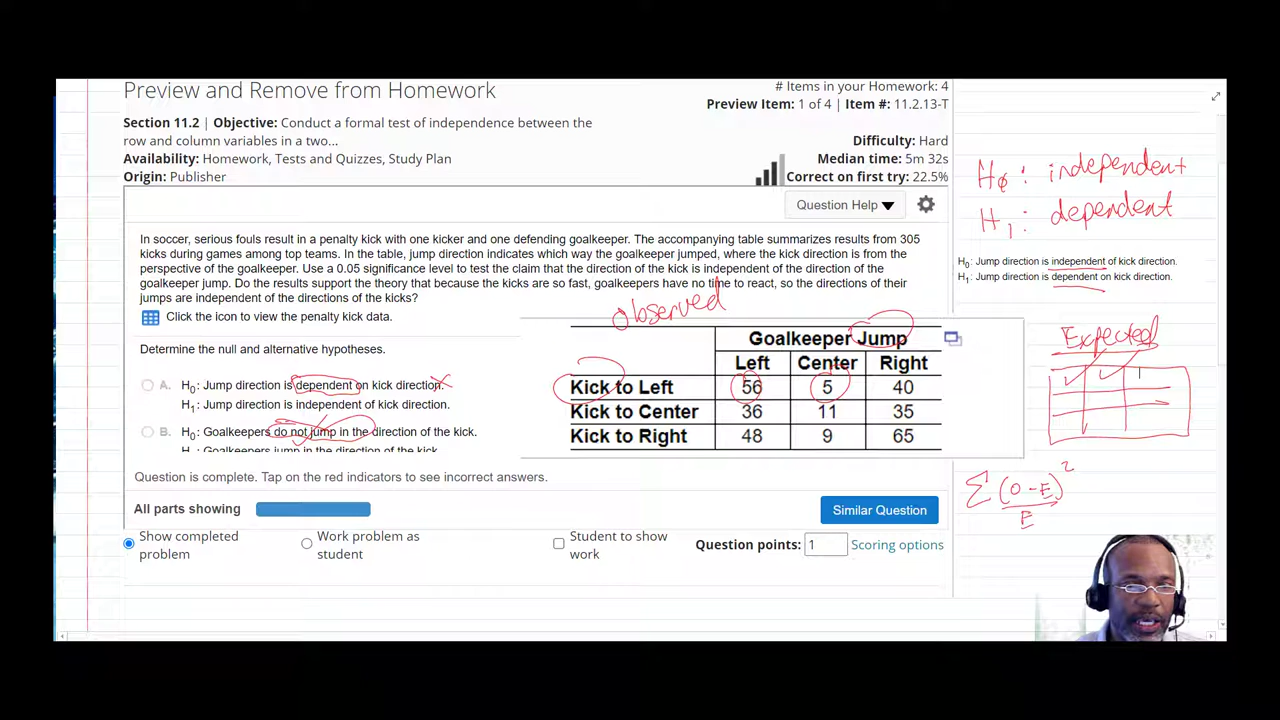 Preview and Remove from Homework
# Items in your Homework: 4
Preview Item: 1 of 4 | Item #: 11.2.13-T
Section 11.2 | Objective: Conduct a formal test of independence between the
row and column variables in a two...
Availability: Homework, Tests and Quizzes, Study Plan
Origin: Publisher
Difficulty: Hard
Median time: 5m 32s
Correct on first try: 22.5%
Question Help
In soccer, serious fouls result in a penalty kick with one kicker and one defending goalkeeper. The accompanying table summarizes results from 305
kicks during games among top teams. In the table, jump direction indicates which way the goalkeeper jumped, where the kick direction is from the
perspective of the goalkeeper. Use a 0.05 significance level to test the claim that the direction of the kick is independent of the direction of the
goalkeeper jump. Do the results support the theory that because the kicks are so fast, goalkeepers have no time to react, so the directions of their
jumps are independent of the directions of the kicks?
Click the icon to view the penalty kick data.
Determine the null and alternative hypotheses.
A. H0: Jump direction is dependent on kick direction.
H1: Jump direction is independent of kick direction.
B. H0: Goalkeepers do not jump in the direction of the kick.
H Goalkeepers jump in the direction of the kick
observed
Goalkeeper Jump
Left Center Right
Kick to Left 56 5 40
Kick to Center 36 11 35
Kick to Right 48 9 65
Question is complete. Tap on the red indicators to see incorrect answers.
All parts showing
Similar Question
Show completed
problem
Work problem as
student
Student to show
work
Question points: 1
Scoring options
H0: independent
H1: dependent
H0: Jump direction is independent of kick direction.
H1: Jump direction is dependent on kick direction.
Expected
Σ (O-E)²
E